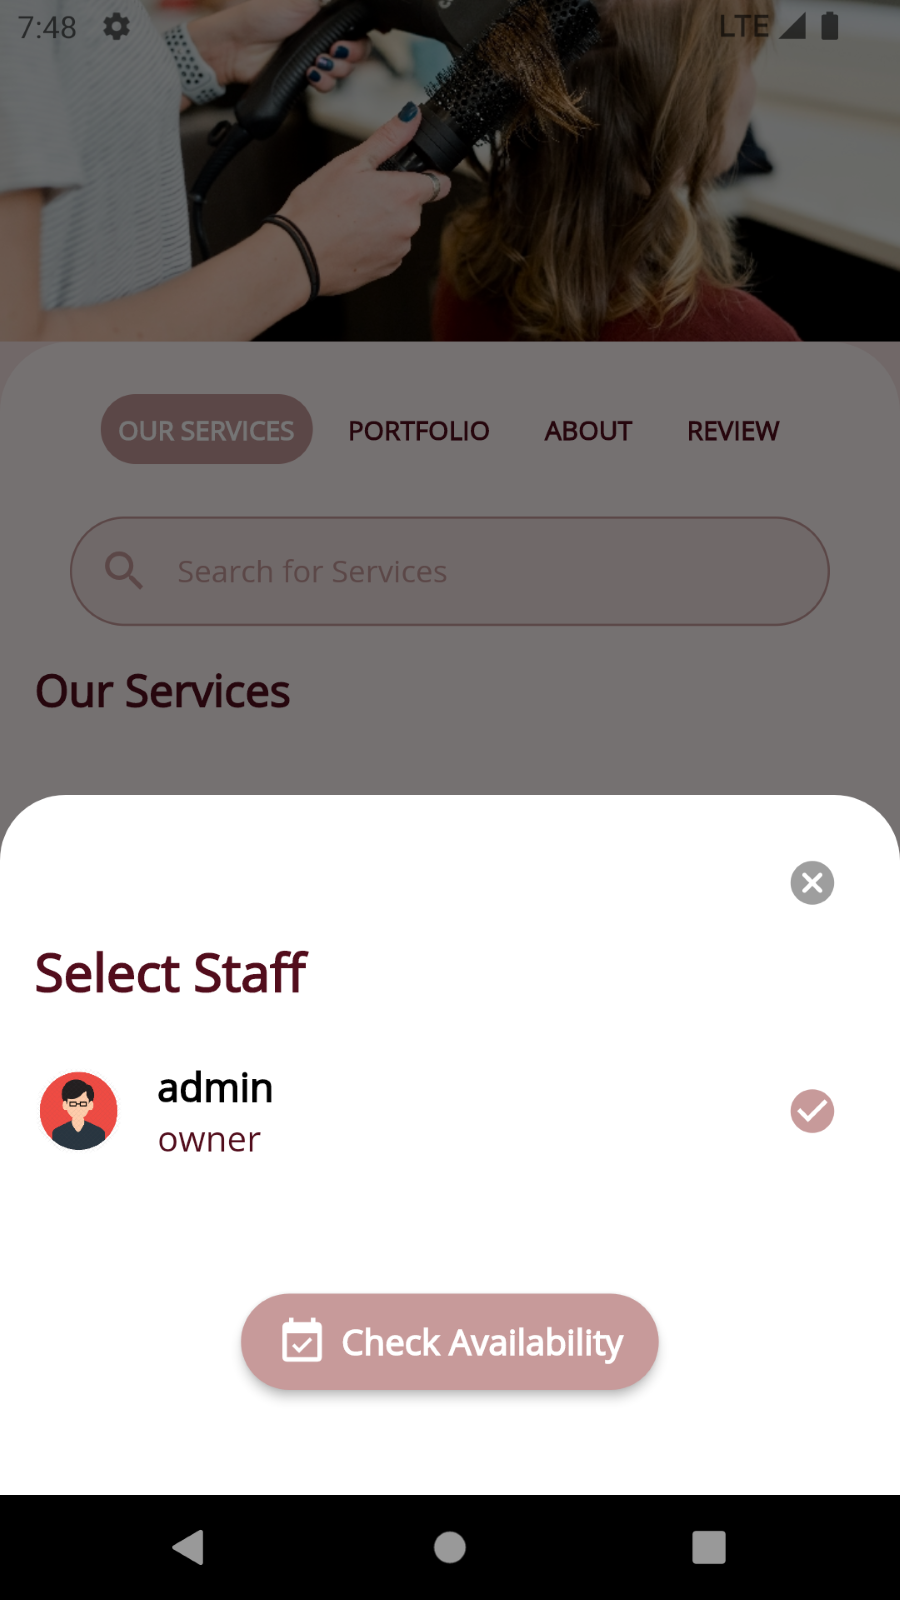 7:48 LTE
OUR SERVICES PORTFOLIO ABOUT REVIEW
Search for Services
Our Services
Select Staff
admin
owner
Check Availability